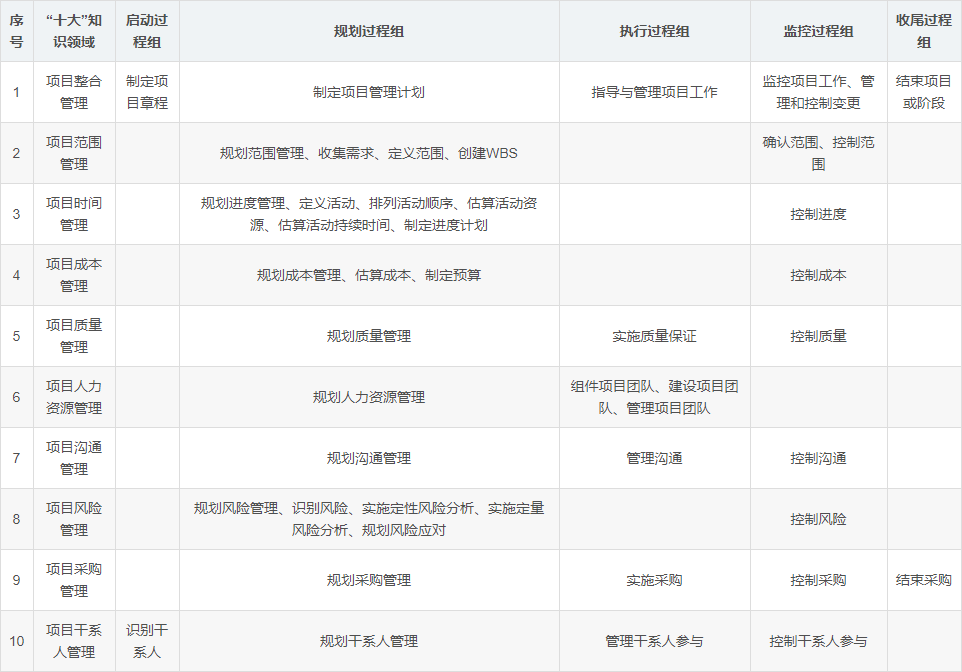 序号
“十大”知识领域
启动过程组
规划过程组
执行过程组
监控过程组
收尾过程组
1
项目整合
管理
制定项
目章程
制定项目管理计划
指导与管理项目工作
监控项目工作、管
理和控制变更
结束项目
或阶段
2
项目范围
管理
规划范围管理、收集需求、定义范围、创建WBS
确认范围、控制范
围
3
项目时间
管理
规划进度管理、定义活动、排列活动顺序、估算活动资
源、估算活动持续时间、制定进度计划
控制进度
4
项目成本
管理
规划成本管理、估算成本、制定预算
控制成本
5
项目质量
管理
规划质量管理
实施质量保证
控制质量
6
项目人力
资源管理
规划人力资源管理
组件项目团队、建设项目团
队、管理项目团队
7
项目沟通
管理
规划沟通管理
管理沟通
控制沟通
8
项目风险
管理
规划风险管理、识别风险、实施定性风险分析、实施定量
风险分析、规划风险应对
控制风险
9
项目采购
管理
规划采购管理
实施采购
控制采购
结束采购
10
项目干系
人管理
识别干
系人
规划干系人管理
管理干系人参与
控制干系人参与